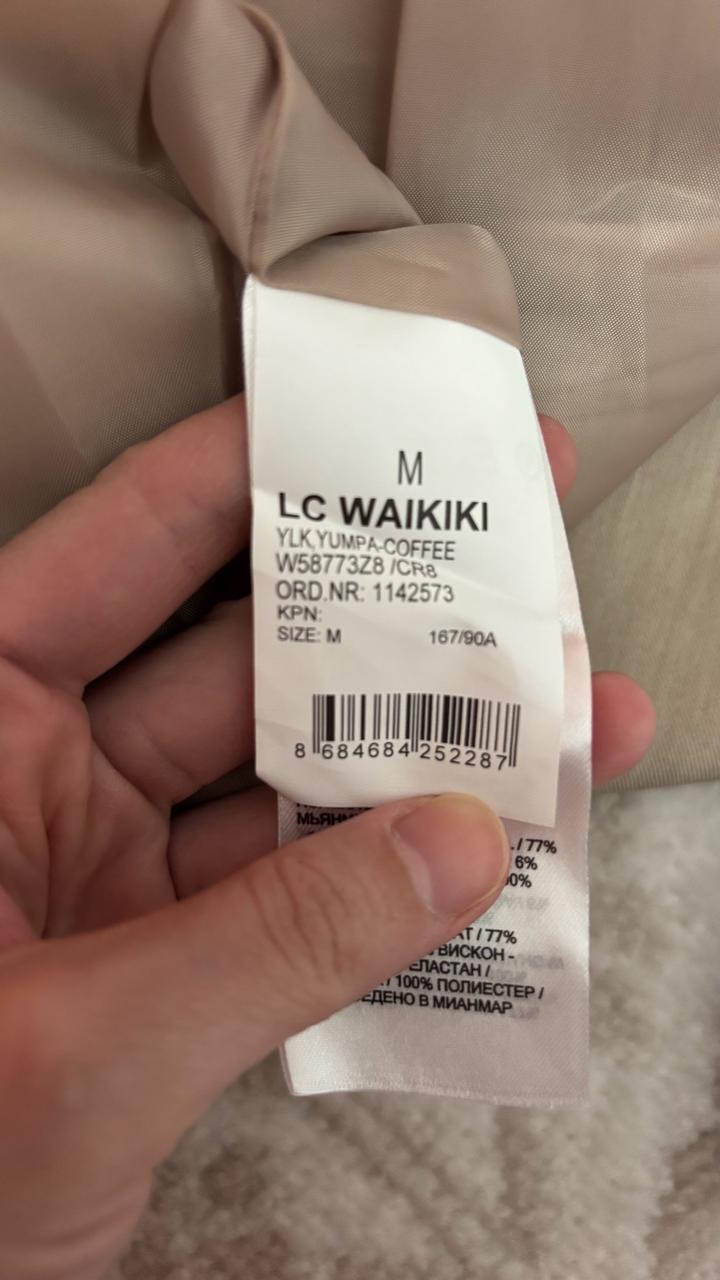 M
LC WAIKIKI
YLK,YUMPA-COFFEE
W58773Z8 /CR8
ORD.NR: 1142573
KPN:
SIZE: M 167/90A
8 684684 252287
/ 77%
6%
/ 77%
ВИСКОН -
ЕЛАСТАН /
/ 100% ПОЛИЕСТЕР /
В МИАНМАР